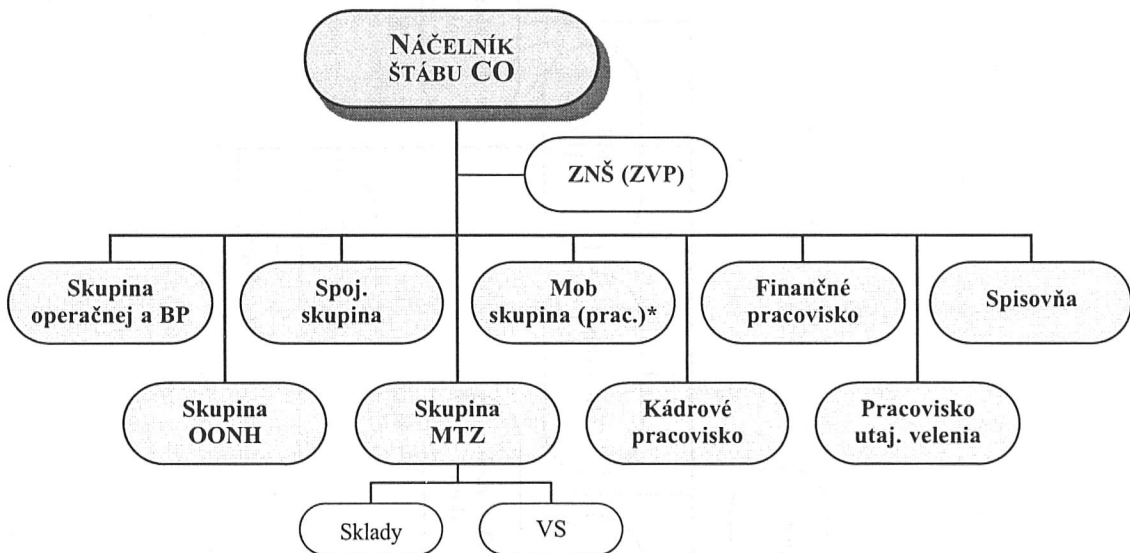 NÁČELNÍK
ŠTÁBU CO
ZNŠ (ZVP)
Skupina
operačnej a BP
Spoj.
skupina
Mob
skupina (prac.)*
Finančné
pracovisko
Spisovňa
Skupina
OONH
Skupina
MTZ
Kádrové
pracovisko
Pracovisko
utaj. velenia
Sklady
VS